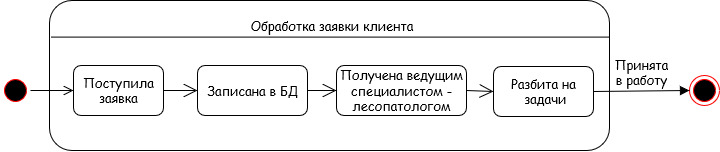 Обработка заявки клиента
Поступила
заявка
Записана в БД
Получена ведущим
специалистом -
лесопатологом
Разбита на
задачи
Принята
в работу